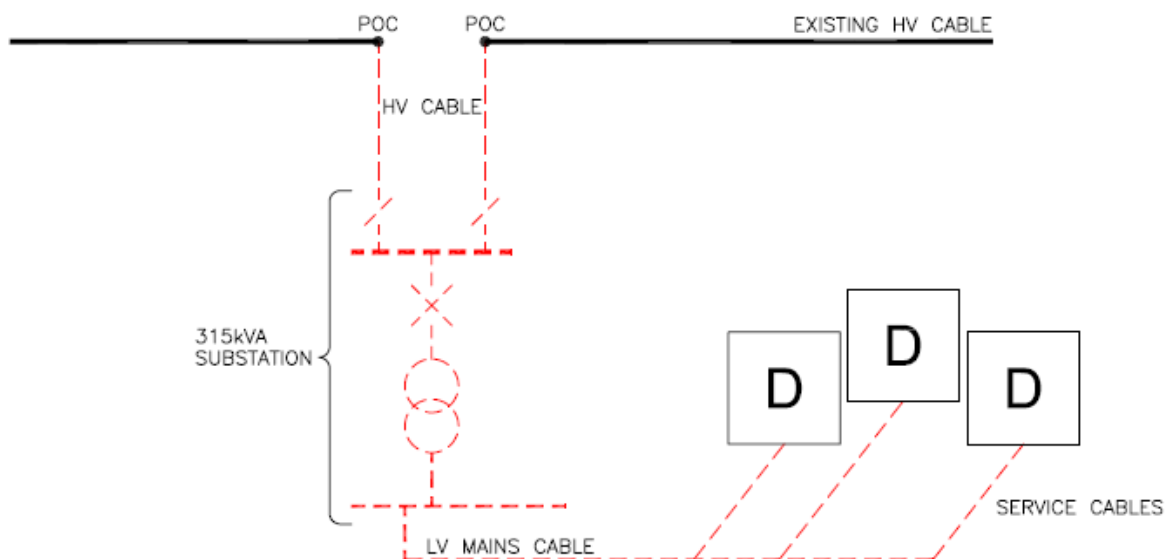 POC
POC
EXISTING HV CABLE
HV CABLE
315kVA
SUBSTATION
D
D
D
SERVICE CABLES
LV MAINS CABLE